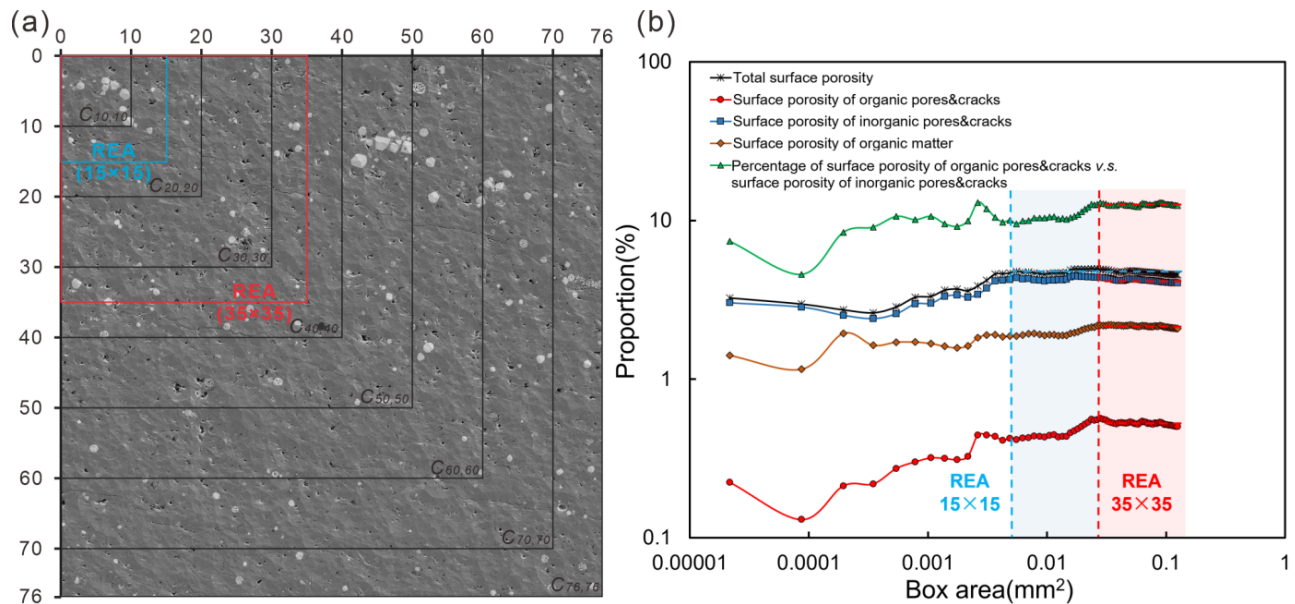 (a)
0 10 20 30 40 50 60 70 76
0
C10,10
10
REA
(15×15)
C20,20
20
C30,30
30
REA
(35×35)
C40,40
40
C50,50
50
C60,60
60
C70,70
70
C76,76
76
(b)
100
Total surface porosity
Surface porosity of organic pores&cracks
Surface porosity of inorganic pores&cracks
Surface porosity of organic matter
Percentage of surface porosity of organic pores&cracks v.s.
surface porosity of inorganic pores&cracks
10
Proportion(%)
1
REA
15×15
REA
35×35
0.1
0.00001 0.0001 0.001 0.01 0.1 1
Box area(mm²)